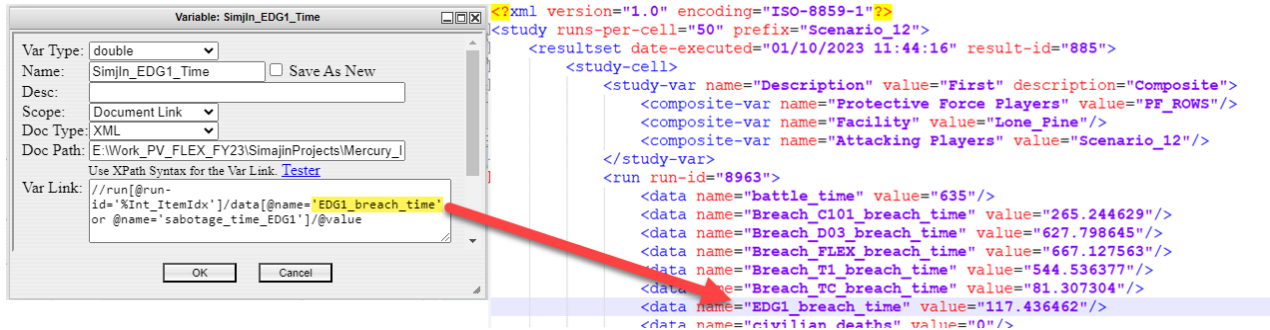 Variable: SimjIn_EDG1_Time
Var Type: double
Name: SimjIn_EDG1_Time Save As New
Desc:
Scope: Document Link
Doc Type: XML
Doc Path: E:\Work_PV_FLEX_FY23\SimajinProjects\Mercury_
Use XPath Syntax for the Var Link. Tester
Var Link: //run[@run-
id='%Int_ItemIdx']/data[@name='EDG1_breach_time'
or @name='sabotage_time_EDG1']/@value
OK Cancel
<?xml version="1.0" encoding="ISO-8859-1"?>
<study runs-per-cell="50" prefix="Scenario_12">
<resultset date-executed="01/10/2023 11:44:16" result-id="885">
<study-cell>
<study-var name="Description" value="First" description="Composite">
<composite-var name="Protective Force Players" value="PF_ROWS"/>
<composite-var name="Facility" value="Lone_Pine"/>
<composite-var name="Attacking Players" value="Scenario_12"/>
</study-var>
<run run-id="8963">
<data name="battle_time" value="635"/>
<data name="Breach_C101_breach_time" value="265.244629"/>
<data name="Breach_D03_breach_time" value="627.798645"/>
<data name="Breach_FLEX_breach_time" value="667.127563"/>
<data name="Breach_T1_breach_time" value="544.536377"/>
<data name="Breach_TC_breach_time" value="81.307304"/>
<data name="EDG1_breach_time" value="117.436462"/>
<data name="civilian_deaths" value="0"/>